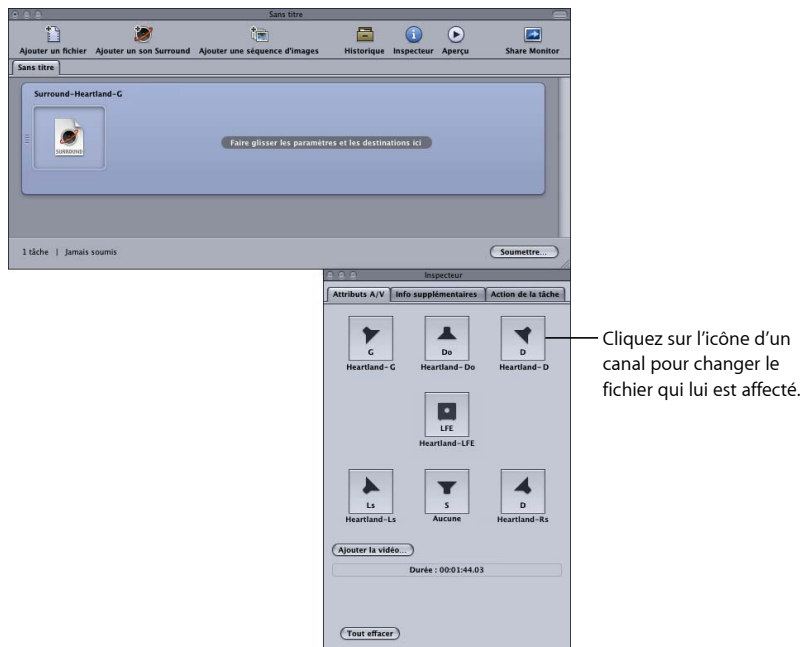 Sans titre
Ajouter un fichier Ajouter un son Surround Ajouter une séquence d'images Historique Inspecteur Aperçu Share Monitor
Sans titre
Surround-Heartland-G
SURROUND
Faire glisser les paramètres et les destinations ici
1 tâche | Jamais soumis
Soumettre...
Inspecteur
Attributs A/V Info supplémentaires Action de la tâche
G Do D
Heartland-G Heartland-Do Heartland-D
Cliquez sur l'icône d'un
canal pour changer le
fichier qui lui est affecté.
LFE
Heartland-LFE
Ls S D
Heartland-Ls Aucune Heartland-Rs
Ajouter la vidéo...
Durée : 00:01:44.03
Tout effacer